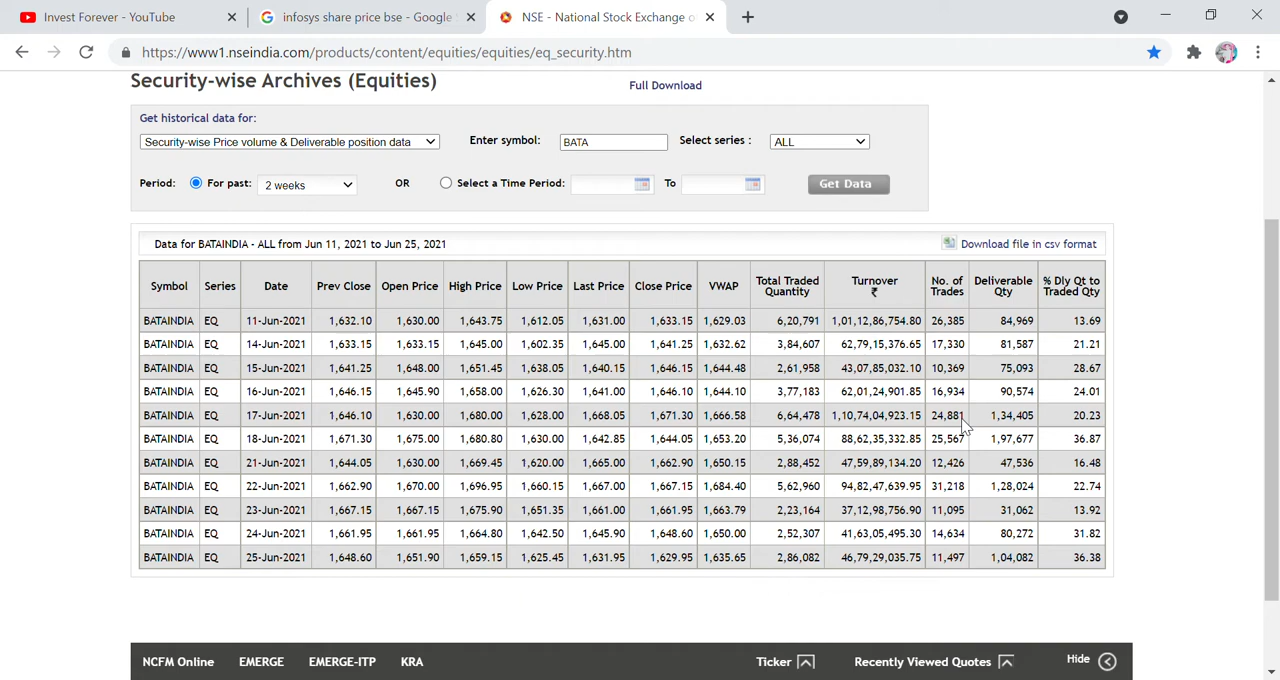 Invest Forever - YouTube
infosys share price bse - Google
NSE - National Stock Exchange o
https://www1.nseindia.com/products/content/equities/equities/eq_security.htm
Security-wise Archives (Equities)
Full Download
Get historical data for:
Security-wise Price volume & Deliverable position data Enter symbol: BATA Select series : ALL
Period: For past: 2 weeks OR Select a Time Period: To Get Data
Data for BATAINDIA - ALL from Jun 11, 2021 to Jun 25, 2021 Download file in csv format
Symbol Series Date Prev Close Open Price High Price Low Price Last Price Close Price VWAP Total Traded Quantity Turnover ₹ No. of Trades Deliverable Qty % Dly Qt to Traded Qty
BATAINDIA EQ 11-Jun-2021 1,632.10 1,630.00 1,643.75 1,612.05 1,631.00 1,633.15 1,629.03 6,20,791 1,01,12,86,754.80 26,385 84,969 13.69
BATAINDIA EQ 14-Jun-2021 1,633.15 1,633.15 1,645.00 1,602.35 1,645.00 1,641.25 1,632.62 3,84,607 62,79,15,376.65 17,330 81,587 21.21
BATAINDIA EQ 15-Jun-2021 1,641.25 1,648.00 1,651.45 1,638.05 1,640.15 1,646.15 1,644.48 2,61,958 43,07,85,032.10 10,369 75,093 28.67
BATAINDIA EQ 16-Jun-2021 1,646.15 1,645.90 1,658.00 1,626.30 1,641.00 1,646.10 1,644.10 3,77,183 62,01,24,901.85 16,934 90,574 24.01
BATAINDIA EQ 17-Jun-2021 1,646.10 1,630.00 1,680.00 1,628.00 1,668.05 1,671.30 1,666.58 6,64,478 1,10,74,04,923.15 24,881 1,34,405 20.23
BATAINDIA EQ 18-Jun-2021 1,671.30 1,675.00 1,680.80 1,630.00 1,642.85 1,644.05 1,653.20 5,36,074 88,62,35,332.85 25,567 1,97,677 36.87
BATAINDIA EQ 21-Jun-2021 1,644.05 1,630.00 1,669.45 1,620.00 1,665.00 1,662.90 1,650.15 2,88,452 47,59,89,134.20 12,426 47,536 16.48
BATAINDIA EQ 22-Jun-2021 1,662.90 1,670.00 1,696.95 1,660.15 1,667.00 1,667.15 1,684.40 5,62,960 94,82,47,639.95 31,218 1,28,024 22.74
BATAINDIA EQ 23-Jun-2021 1,667.15 1,667.15 1,675.90 1,651.35 1,661.00 1,661.95 1,663.79 2,23,164 37,12,98,756.90 11,095 31,062 13.92
BATAINDIA EQ 24-Jun-2021 1,661.95 1,661.95 1,664.80 1,642.50 1,645.90 1,648.60 1,650.00 2,52,307 41,63,05,495.30 14,634 80,272 31.82
BATAINDIA EQ 25-Jun-2021 1,648.60 1,651.90 1,659.15 1,625.45 1,631.95 1,629.95 1,635.65 2,86,082 46,79,29,035.75 11,497 1,04,082 36.38
NCFM Online EMERGE EMERGE-ITP KRA Ticker Recently Viewed Quotes Hide